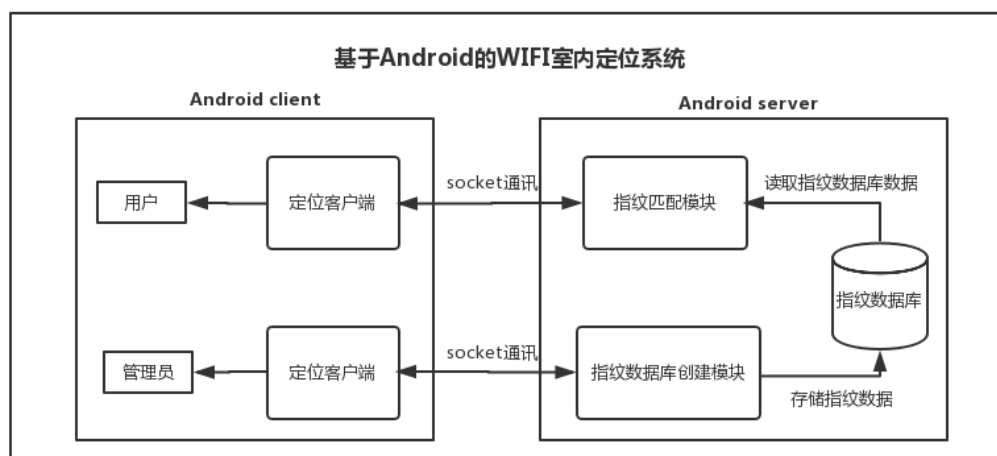 基于Android的WIFI室内定位系统
Android client
Android server
用户
定位客户端
socket通讯
指纹匹配模块
读取指纹数据库数据
指纹数据库
管理员
定位客户端
socket通讯
指纹数据库创建模块
存储指纹数据